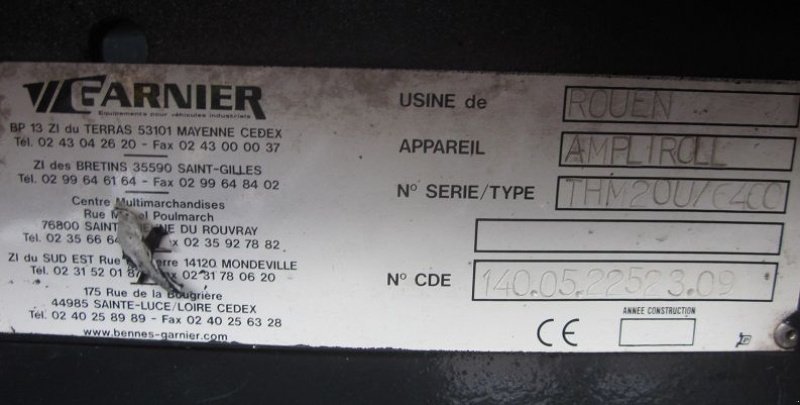 GARNIER
Equipements pour véhicules industriels
BP 13 ZI du TERRAS 53101 MAYENNE CEDEX
Tél. 02 43 04 26 20 - Fax 02 43 00 00 37
ZI des BRETINS 35590 SAINT-GILLES
Tél. 02 99 64 61 64 - Fax 02 99 64 84 02
Centre Multimarchandises
Rue Poulmarch
76800 DU ROUVRAY
Tél. 02 35 66 02 35 92 78 82
ZI du SUD EST Rue 14120 MONDEVILLE
Tél. 02 31 52 01 Fax 02 31 78 06 20
175 Rue de la Bougrière
44985 SAINTE-LUCE/LOIRE CEDEX
Tél. 02 40 25 89 89 - Fax 02 40 25 63 28
www.bennes-garnier.com
USINE de ROUEN
APPAREIL AMPLIROLL
N° SERIE/TYPE THM20U/6400
N° CDE 140.05.22523.09
ANNEE CONSTRUCTION
CE